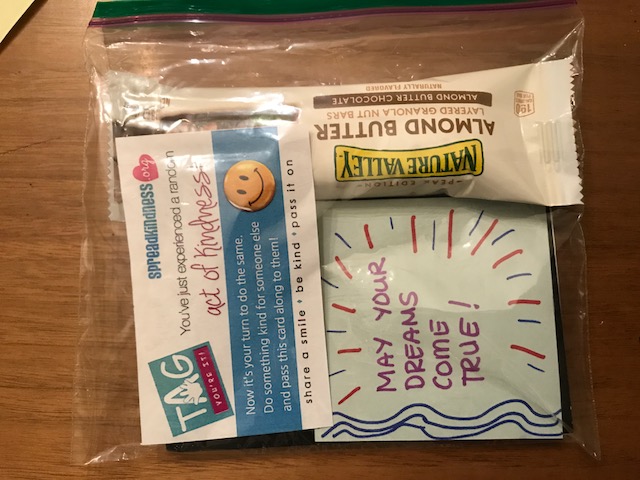 NATURE VALLEY
ALMOND BUTTER
LAYERED GRANOLA NUT BARS
ALMOND BUTTER CHOCOLATE
NATURALLY FLAVORED
190
spreadkindness.org
You've just experienced a random
act of Kindness
TAG
YOU'RE IT!
Now it's your turn to do the same.
Do something kind for someone else
and pass this card along to them!
share a smile • be kind • pass it on
MAY YOUR
DREAMS
COME
TRUE!